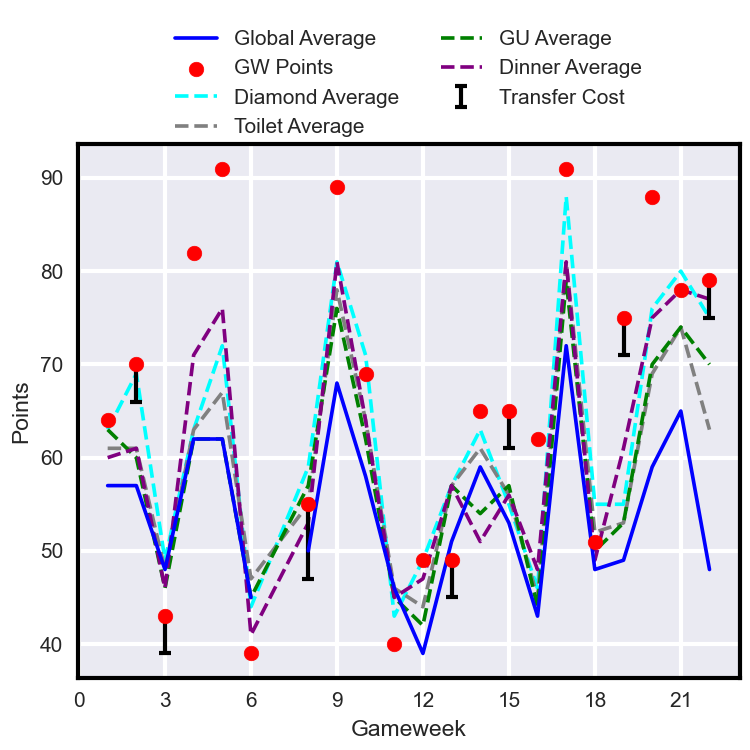 Global Average
GW Points
Diamond Average
Toilet Average
GU Average
Dinner Average
Transfer Cost
Points
90
80
70
60
50
40
0 3 6 9 12 15 18 21
Gameweek